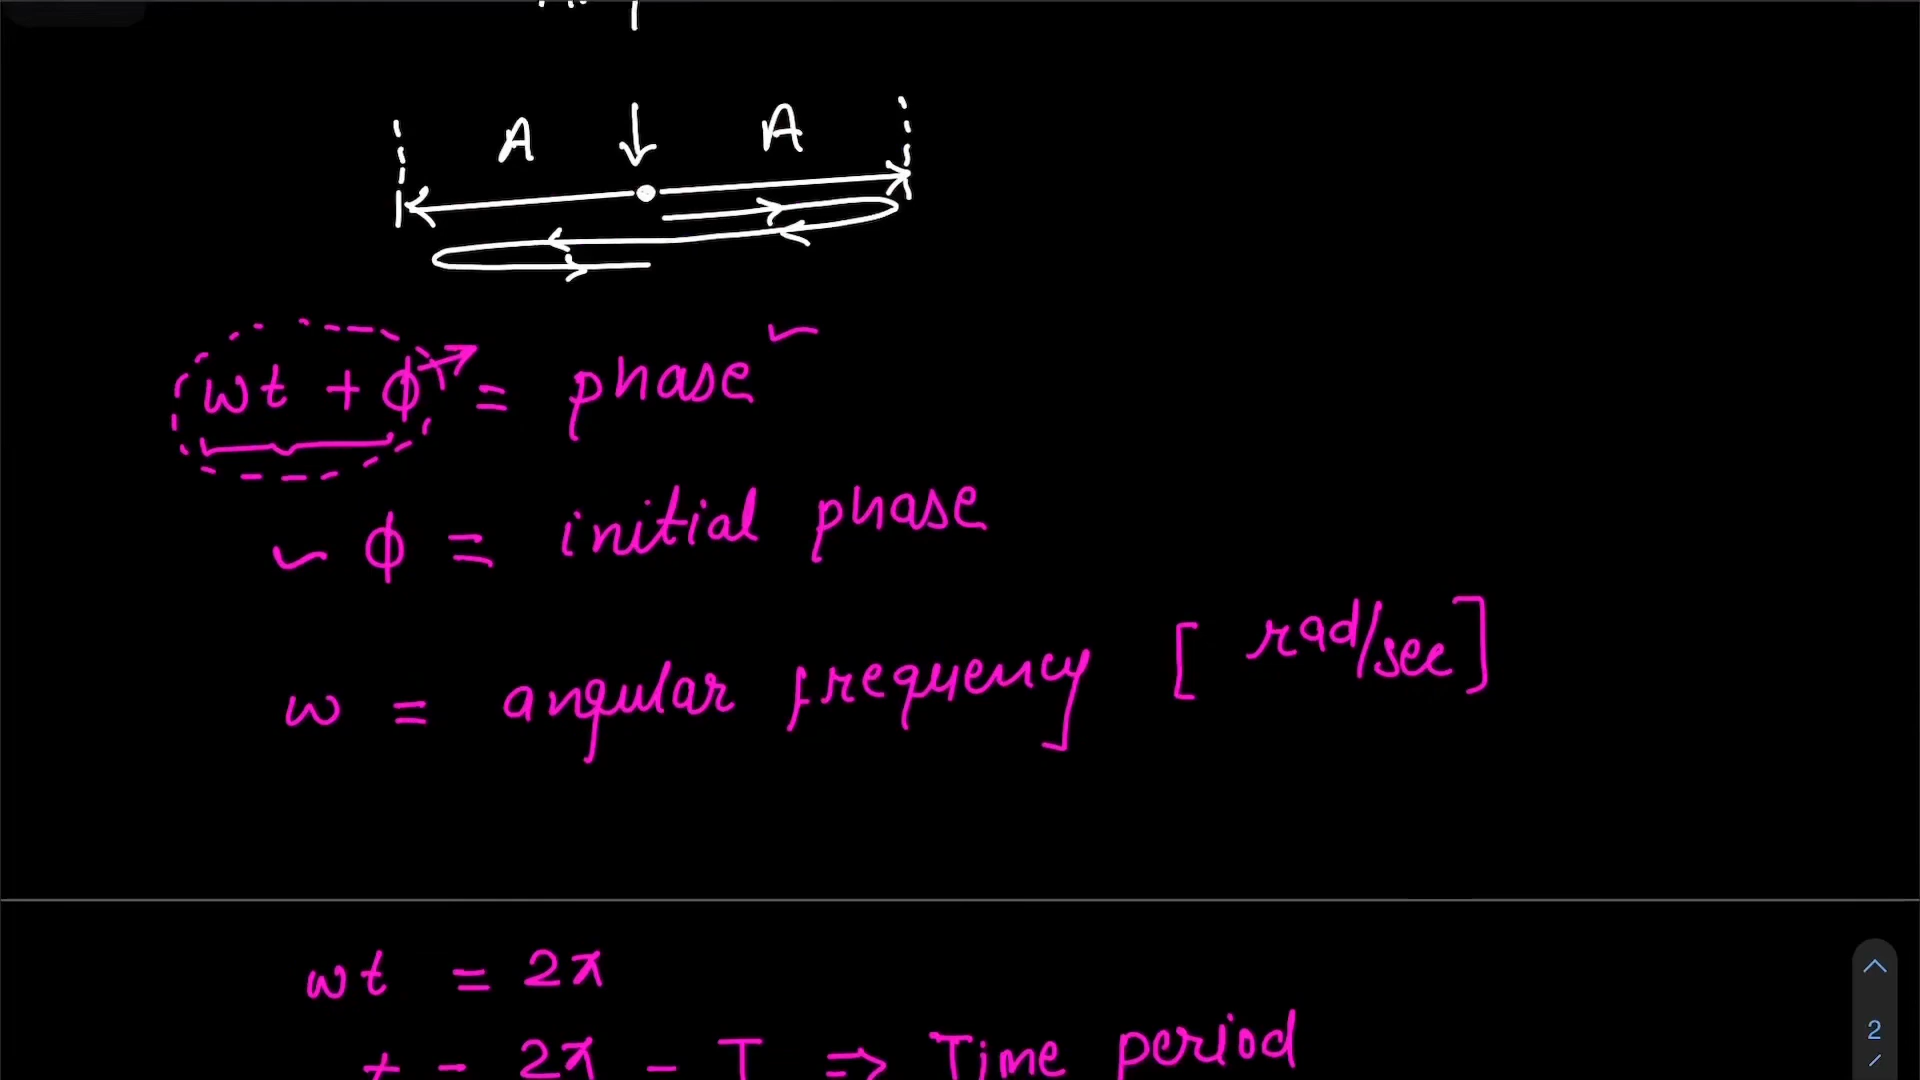 A A
ωt + ϕ = phase
ϕ = initial phase
ω = angular frequency [rad/sec]
ωt = 2π
t = 2π = T ⇒ Time period
2